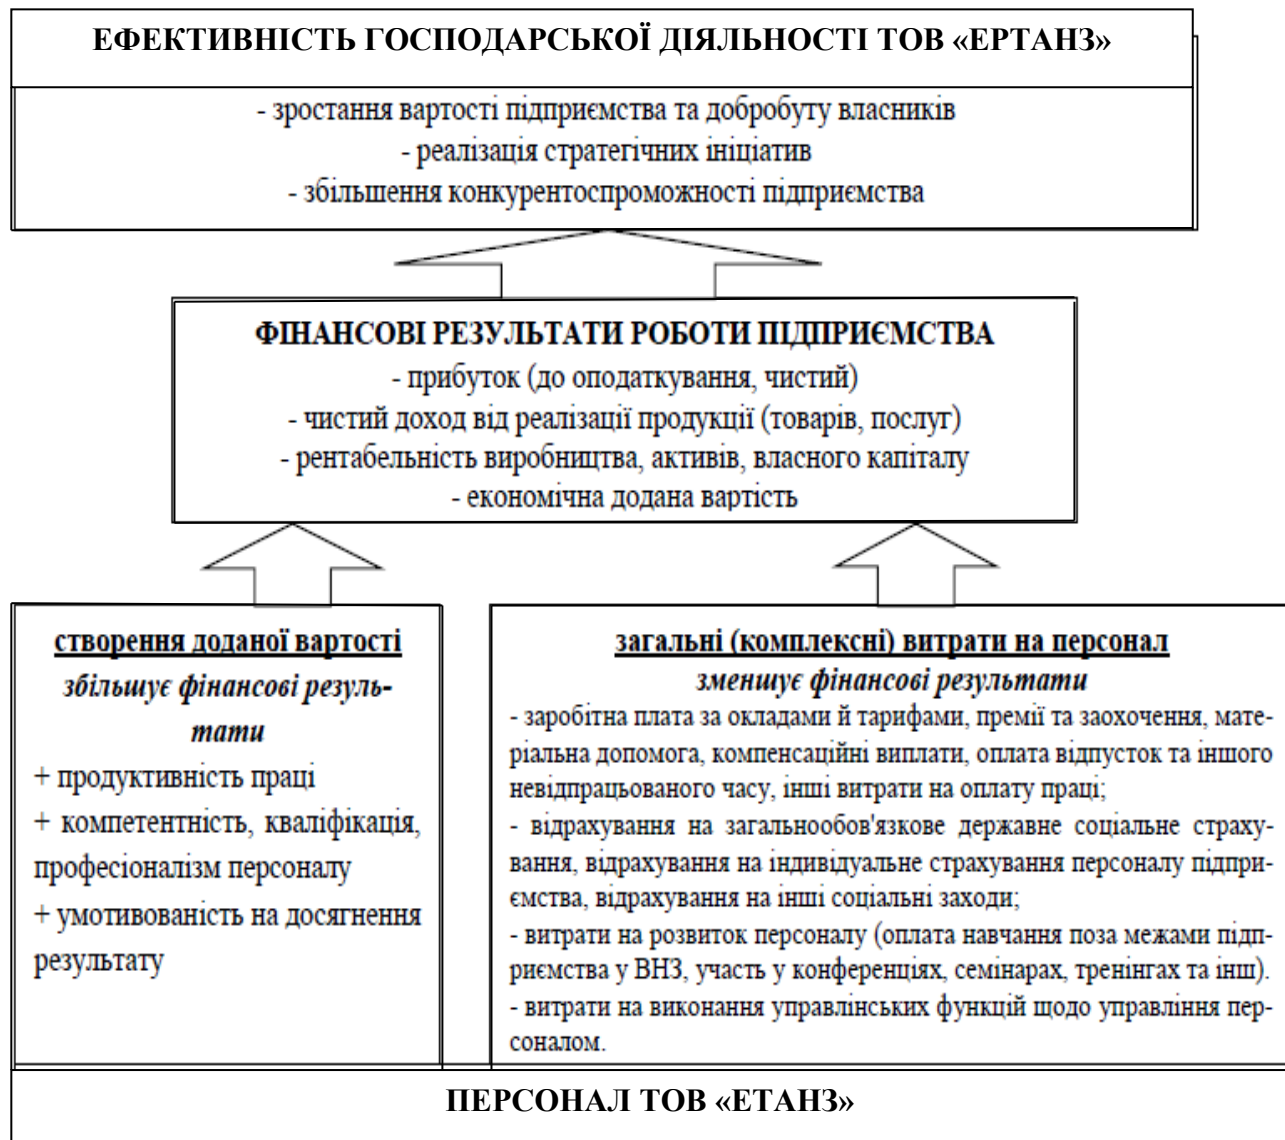 ЕФЕКТИВНІСТЬ ГОСПОДАРСЬКОЇ ДІЯЛЬНОСТІ ТОВ «ЕРТАНЗ»
- зростання вартості підприємства та добробуту власників
- реалізація стратегічних ініціатив
- збільшення конкурентоспроможності підприємства
ФІНАНСОВІ РЕЗУЛЬТАТИ РОБОТИ ПІДПРИЄМСТВА
- прибуток (до оподаткування, чистий)
- чистий доход від реалізації продукції (товарів, послуг)
- рентабельність виробництва, активів, власного капіталу
- економічна додана вартість
створення доданої вартості
збільшує фінансові резуль-
тати
+ продуктивність праці
+ компетентність, кваліфікація,
професіоналізм персоналу
+ умотивованість на досягнення
результату
загальні (комплексні) витрати на персонал
зменшує фінансові результати
- заробітна плата за окладами й тарифами, премії та заохочення, мате-
ріальна допомога, компенсаційні виплати, оплата відпусток та іншого
невідпрацьованого часу, інші витрати на оплату праці;
- відрахування на загальнообов'язкове державне соціальне страху-
вання, відрахування на індивідуальне страхування персоналу підпри-
ємства, відрахування на інші соціальні заходи;
- витрати на розвиток персоналу (оплата навчання поза межами підп-
риємства у ВНЗ, участь у конференціях, семінарах, тренінгах та інш).
- витрати на виконання управлінських функцій щодо управління пер-
соналом.
ПЕРСОНАЛ ТОВ «ЕТАНЗ»